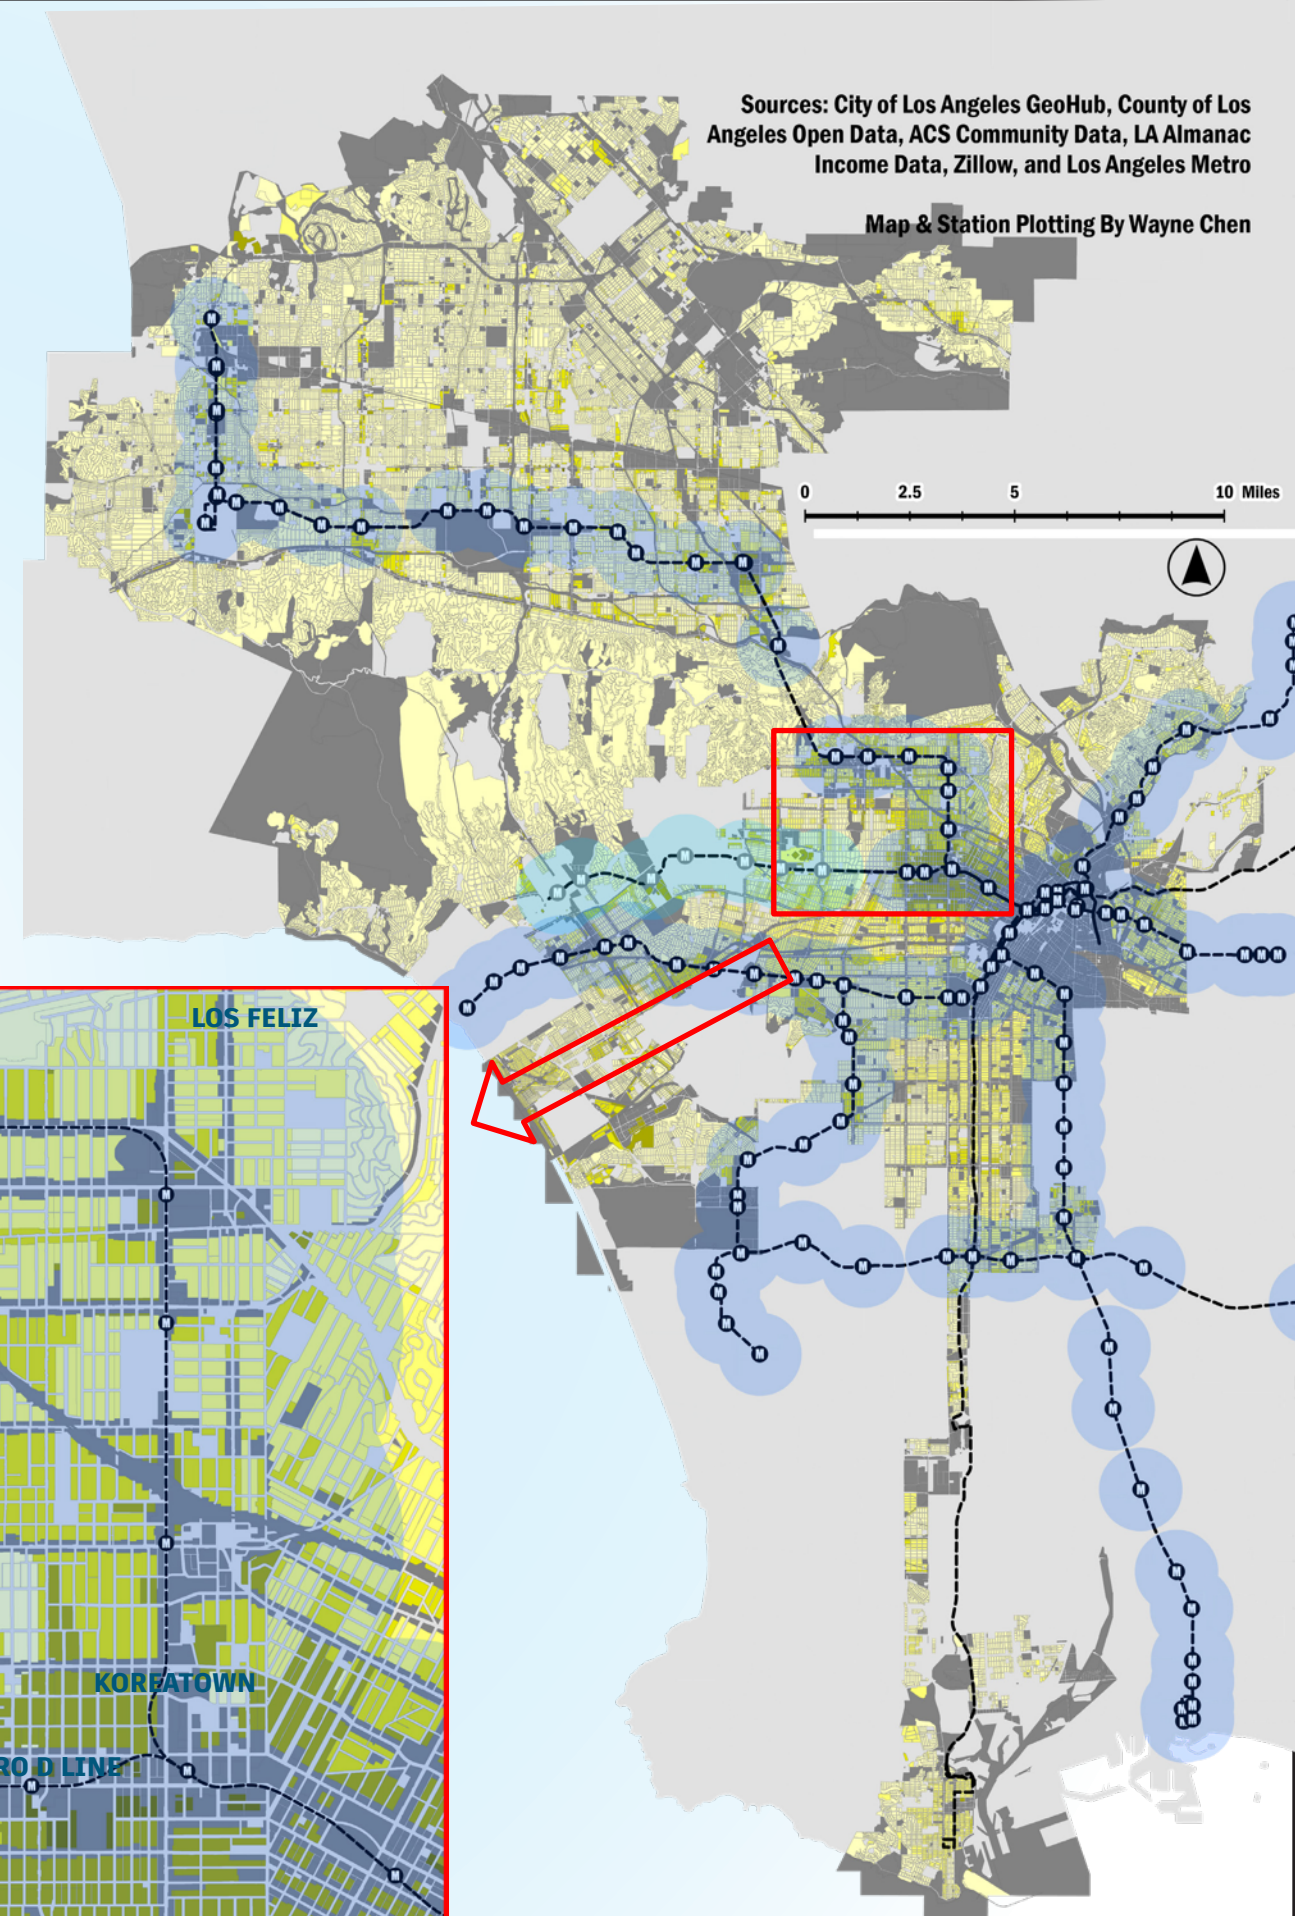 Sources: City of Los Angeles GeoHub, County of Los
Angeles Open Data, ACS Community Data, LA Almanac
Income Data, Zillow, and Los Angeles Metro
Map & Station Plotting By Wayne Chen
0 2.5 5 10 Miles
LOS FELIZ
KOREATOWN
RO D LINE